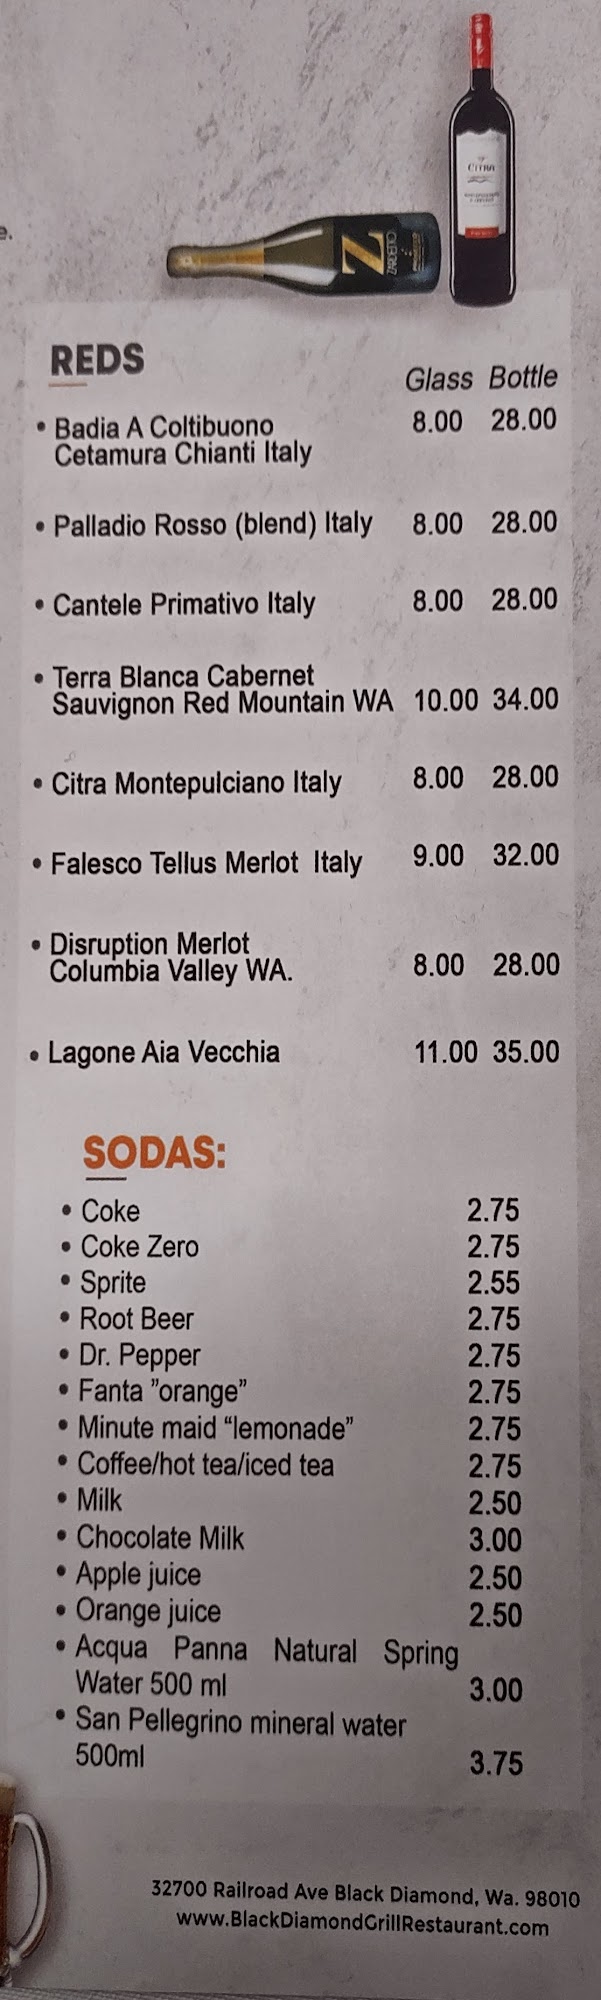 e.
CITRA
Z
ZARDETTO
REDS
Glass Bottle
• Badia A Coltibuono 8.00 28.00
Cetamura Chianti Italy
• Palladio Rosso (blend) Italy 8.00 28.00
• Cantele Primativo Italy 8.00 28.00
• Terra Blanca Cabernet
Sauvignon Red Mountain WA 10.00 34.00
• Citra Montepulciano Italy 8.00 28.00
• Falesco Tellus Merlot Italy 9.00 32.00
• Disruption Merlot
Columbia Valley WA. 8.00 28.00
• Lagone Aia Vecchia 11.00 35.00
SODAS:
• Coke 2.75
• Coke Zero 2.75
• Sprite 2.55
• Root Beer 2.75
• Dr. Pepper 2.75
• Fanta ”orange” 2.75
• Minute maid “lemonade” 2.75
• Coffee/hot tea/iced tea 2.75
• Milk 2.50
• Chocolate Milk 3.00
• Apple juice 2.50
• Orange juice 2.50
• Acqua Panna Natural Spring
Water 500 ml 3.00
• San Pellegrino mineral water
500ml 3.75
32700 Railroad Ave Black Diamond, Wa. 98010
www.BlackDiamondGrillRestaurant.com